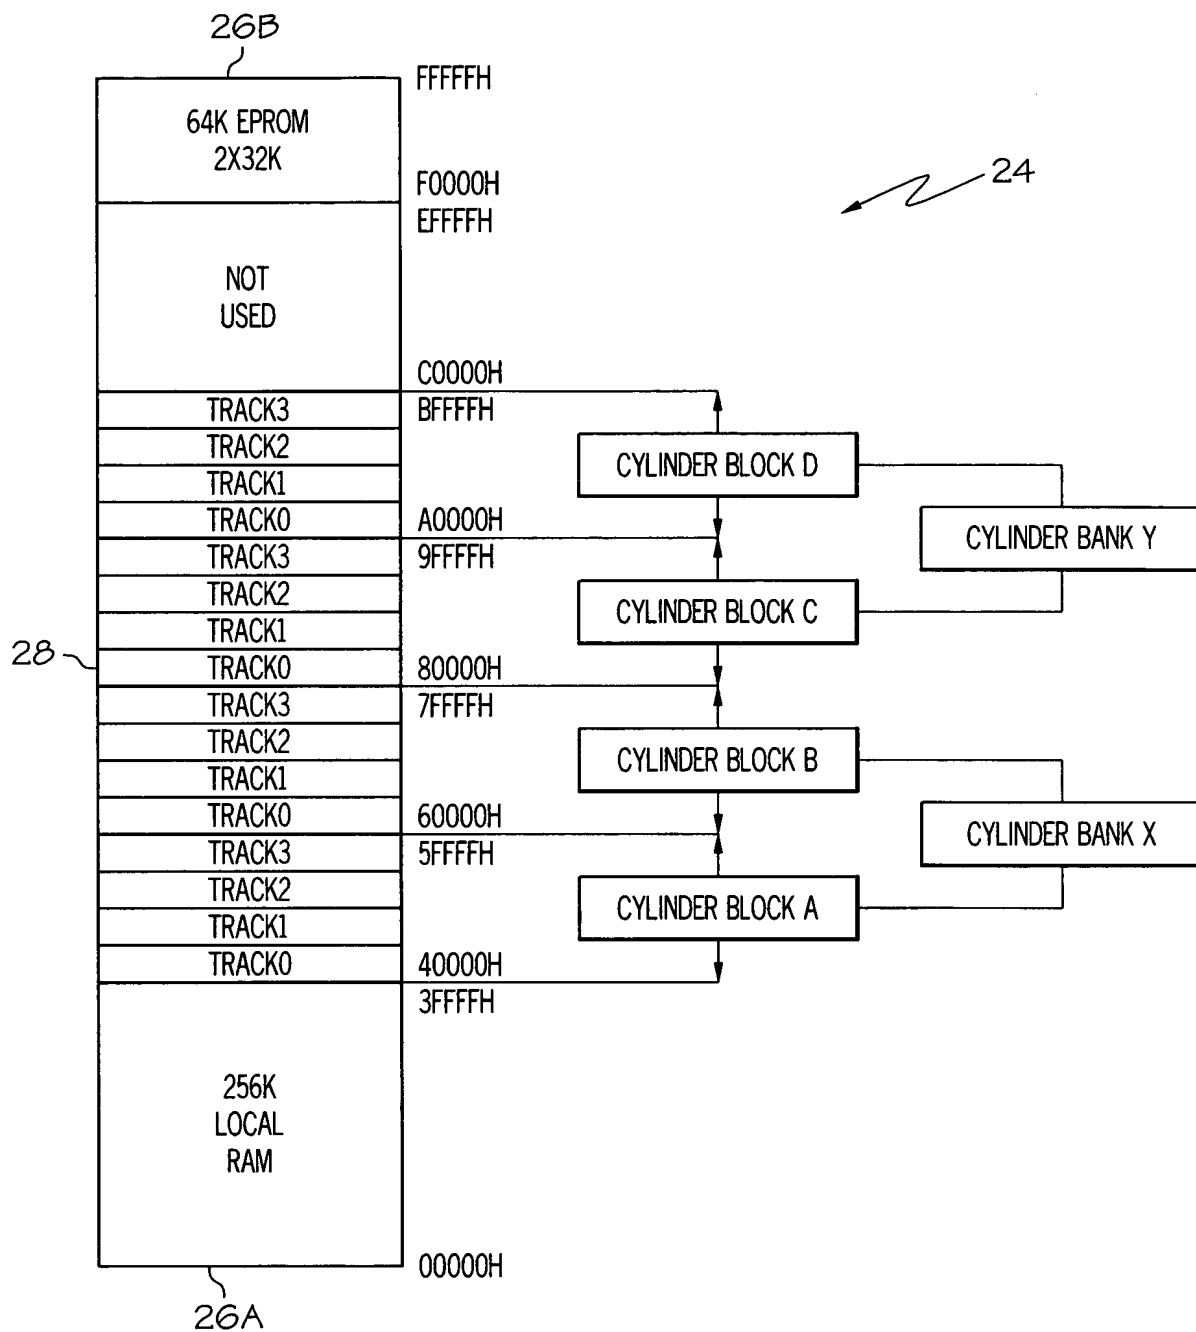 26B
FFFFFH
64K EPROM
2X32K
F0000H
EFFFFH
24
NOT
USED
C0000H
TRACK3
BFFFFH
TRACK2
CYLINDER BLOCK D
TRACK1
TRACK0
A0000H
CYLINDER BANK Y
TRACK3
9FFFFH
TRACK2
CYLINDER BLOCK C
TRACK1
28
TRACK0
80000H
TRACK3
7FFFFH
TRACK2
CYLINDER BLOCK B
TRACK1
TRACK0
60000H
CYLINDER BANK X
TRACK3
5FFFFH
TRACK2
CYLINDER BLOCK A
TRACK1
TRACK0
40000H
3FFFFH
256K
LOCAL
RAM
00000H
26A